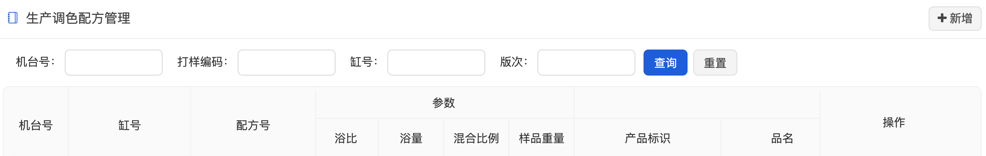 生产调色配方管理 新增
机台号: 打样编码: 缸号: 版次: 查询 重置
参数
机台号 缸号 配方号 操作
浴比 浴量 混合比例 样品重量 产品标识 品名